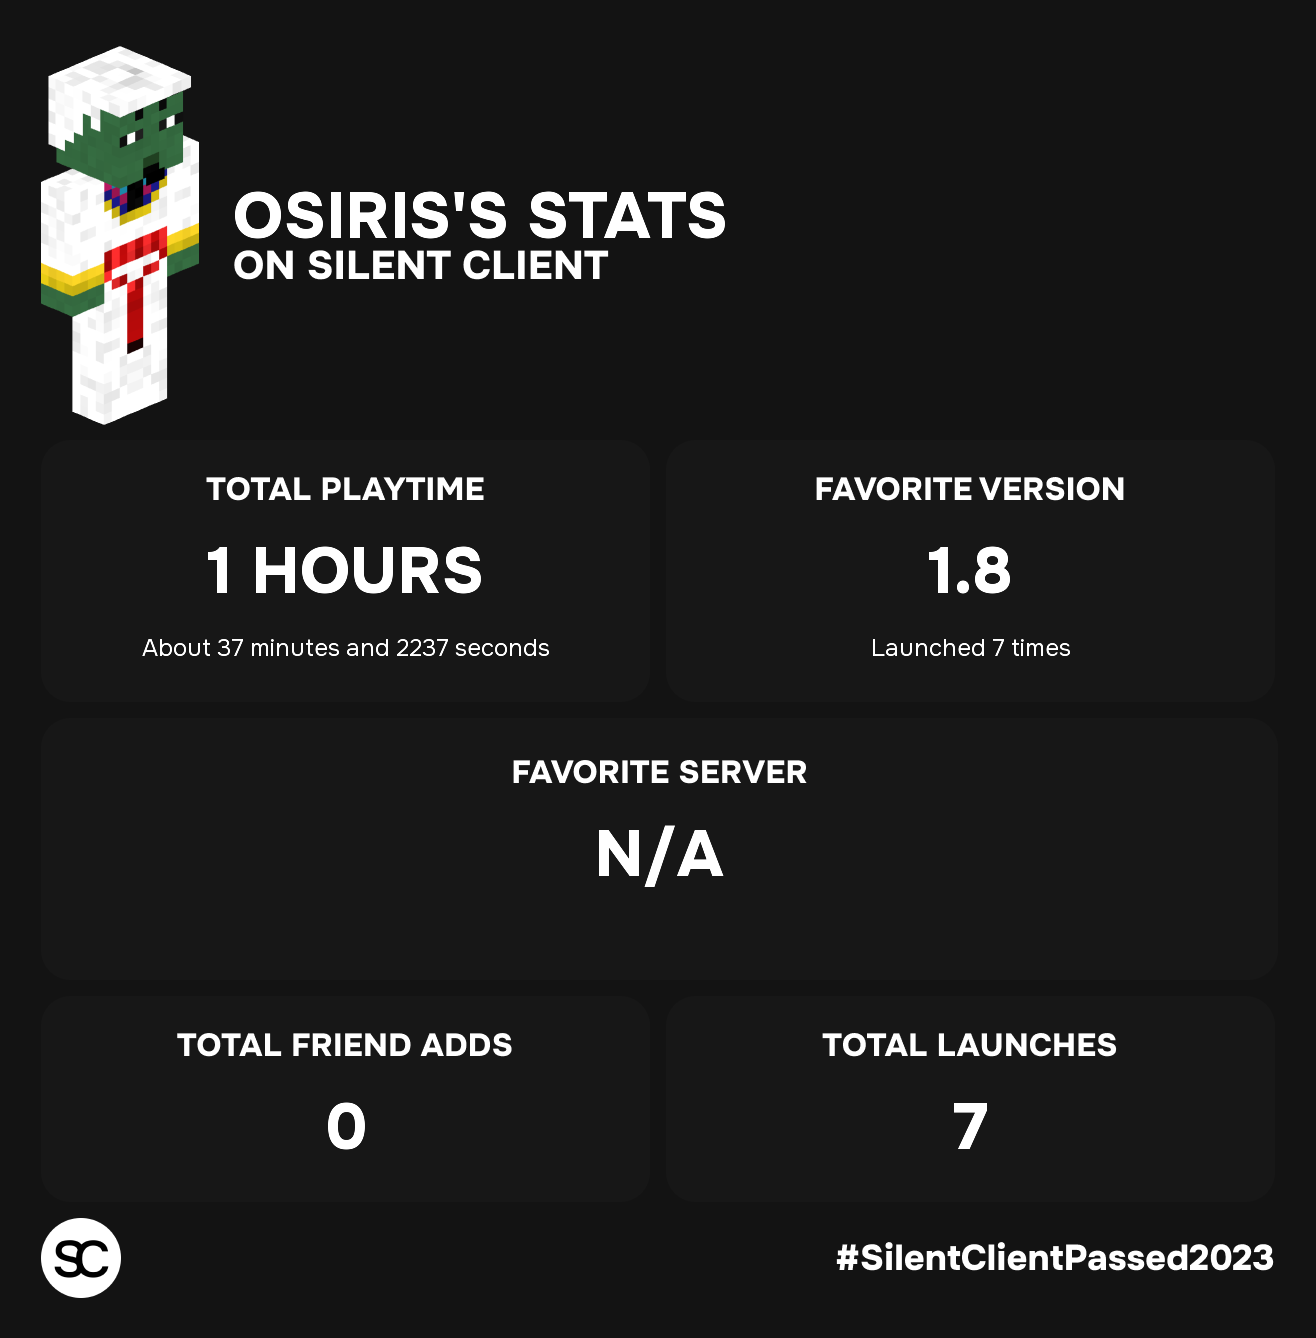 OSIRIS'S STATS
ON SILENT CLIENT
TOTAL PLAYTIME
1 HOURS
About 37 minutes and 2237 seconds
FAVORITE VERSION
1.8
Launched 7 times
FAVORITE SERVER
N/A
TOTAL FRIEND ADDS
0
TOTAL LAUNCHES
7
SC
#SilentClientPassed2023